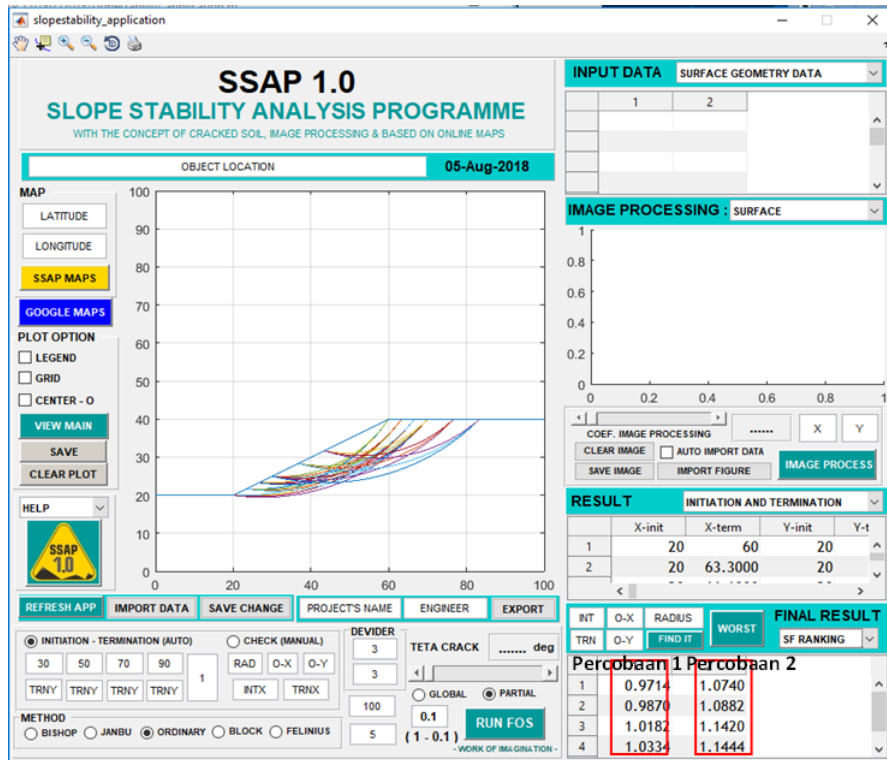 slopestability_application
SSAP 1.0
SLOPE STABILITY ANALYSIS PROGRAMME
WITH THE CONCEPT OF CRACKED SOIL, IMAGE PROCESSING & BASED ON ONLINE MAPS
OBJECT LOCATION 05-Aug-2018
MAP
LATITUDE
LONGITUDE
SSAP MAPS
GOOGLE MAPS
PLOT OPTION
LEGEND
GRID
CENTER - O
VIEW MAIN
SAVE
CLEAR PLOT
HELP
SSAP
1.0
100
90
80
70
60
50
40
30
20
10
0
0 20 40 60 80 100
REFRESH APP IMPORT DATA SAVE CHANGE PROJECT'S NAME ENGINEER EXPORT
INITIATION - TERMINATION (AUTO) CHECK (MANUAL)
30 50 70 90 1 RAD O-X O-Y
TRNY TRNY TRNY TRNY INTX TRNX
METHOD
BISHOP JANBU ORDINARY BLOCK FELINIUS
DEVIDER
3
3
100
5
TETA CRACK ....... deg
GLOBAL PARTIAL
0.1
( 1 - 0.1 )
RUN FOS
- WORK OF IMAGINATION -
INPUT DATA SURFACE GEOMETRY DATA
1 2
IMAGE PROCESSING : SURFACE
1
0.8
0.6
0.4
0.2
0
0 0.2 0.4 0.6 0.8 1
COEF. IMAGE PROCESSING ...... X Y
CLEAR IMAGE AUTO IMPORT DATA
SAVE IMAGE IMPORT FIGURE IMAGE PROCESS
RESULT INITIATION AND TERMINATION
X-init X-term Y-init Y-t
1 20 60 20
2 20 63.3000 20
INT O-X RADIUS WORST FINAL RESULT
TRN O-Y FIND IT SF RANKING
Percobaan 1 Percobaan 2
1 0.9714 1.0740
2 0.9870 1.0882
3 1.0182 1.1420
4 1.0334 1.1444